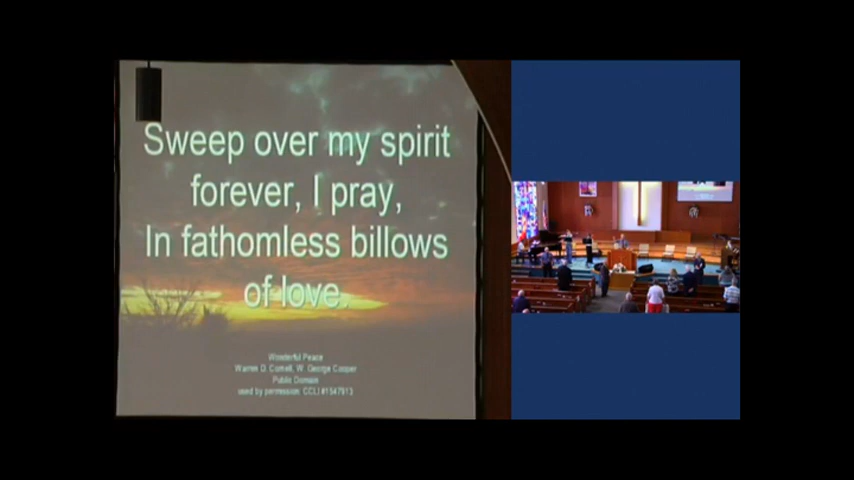 Sweep over my spirit
forever, I pray,
In fathomless billows
of love.
Wonderful Peace
Warren D. Cornell, W. George Cooper
Public Domain
used by permission: CCLI #1547913